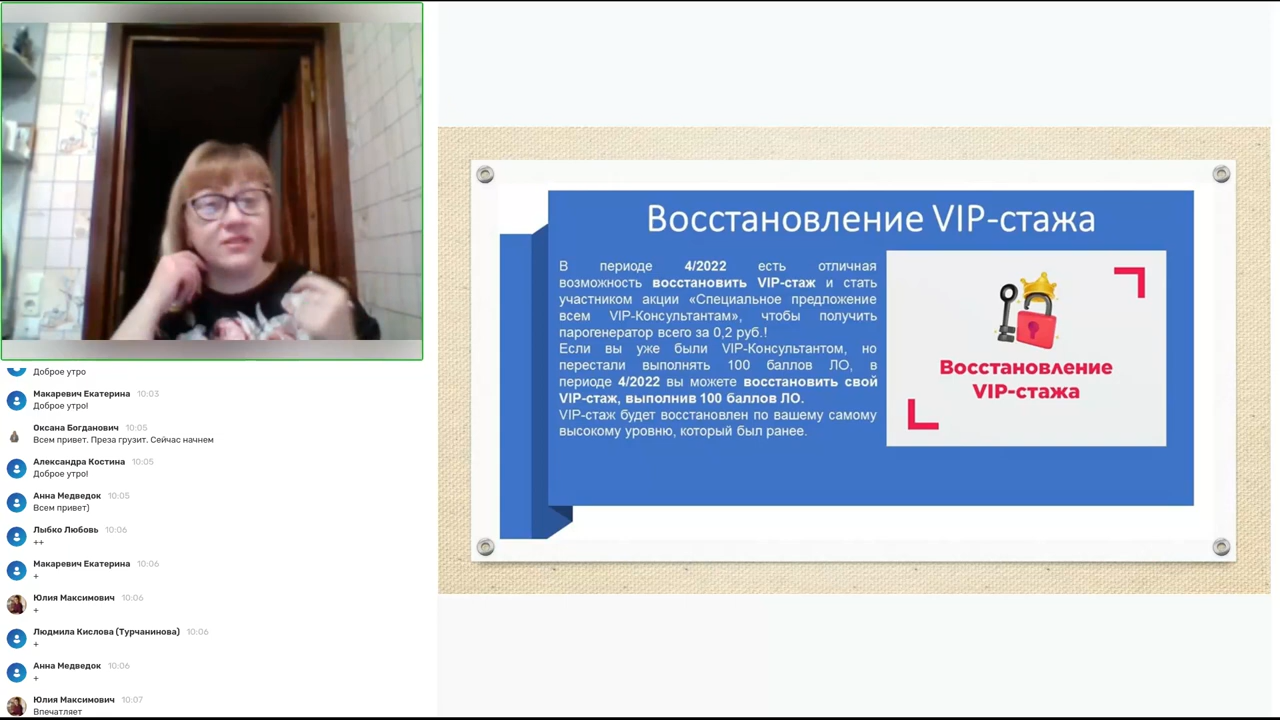 Доброе утро
Макаревич Екатерина 10:03
Доброе утро!
Оксана Богданович 10:05
Всем привет. Преза грузит. Сейчас начнем
Александра Костина 10:05
Доброе утро!
Анна Медведок 10:05
Всем привет)
Лыбко Любовь 10:06
++
Макаревич Екатерина 10:06
+
Юлия Максимович 10:06
+
Людмила Кислова (Турчанинова) 10:06
+
Анна Медведок 10:06
+
Юлия Максимович 10:07
Впечатляет
Восстановление VIP-стажа
В периоде 4/2022 есть отличная
возможность восстановить VIP-стаж и стать
участником акции «Специальное предложение
всем VIP-Консультантам», чтобы получить
парогенератор всего за 0,2 руб.!
Если вы уже были VIP-Консультантом, но
перестали выполнять 100 баллов ЛО, в
периоде 4/2022 вы можете восстановить свой
VIP-стаж, выполнив 100 баллов ЛО.
VIP-стаж будет восстановлен по вашему самому
высокому уровню, который был ранее.
Восстановление
VIP-стажа